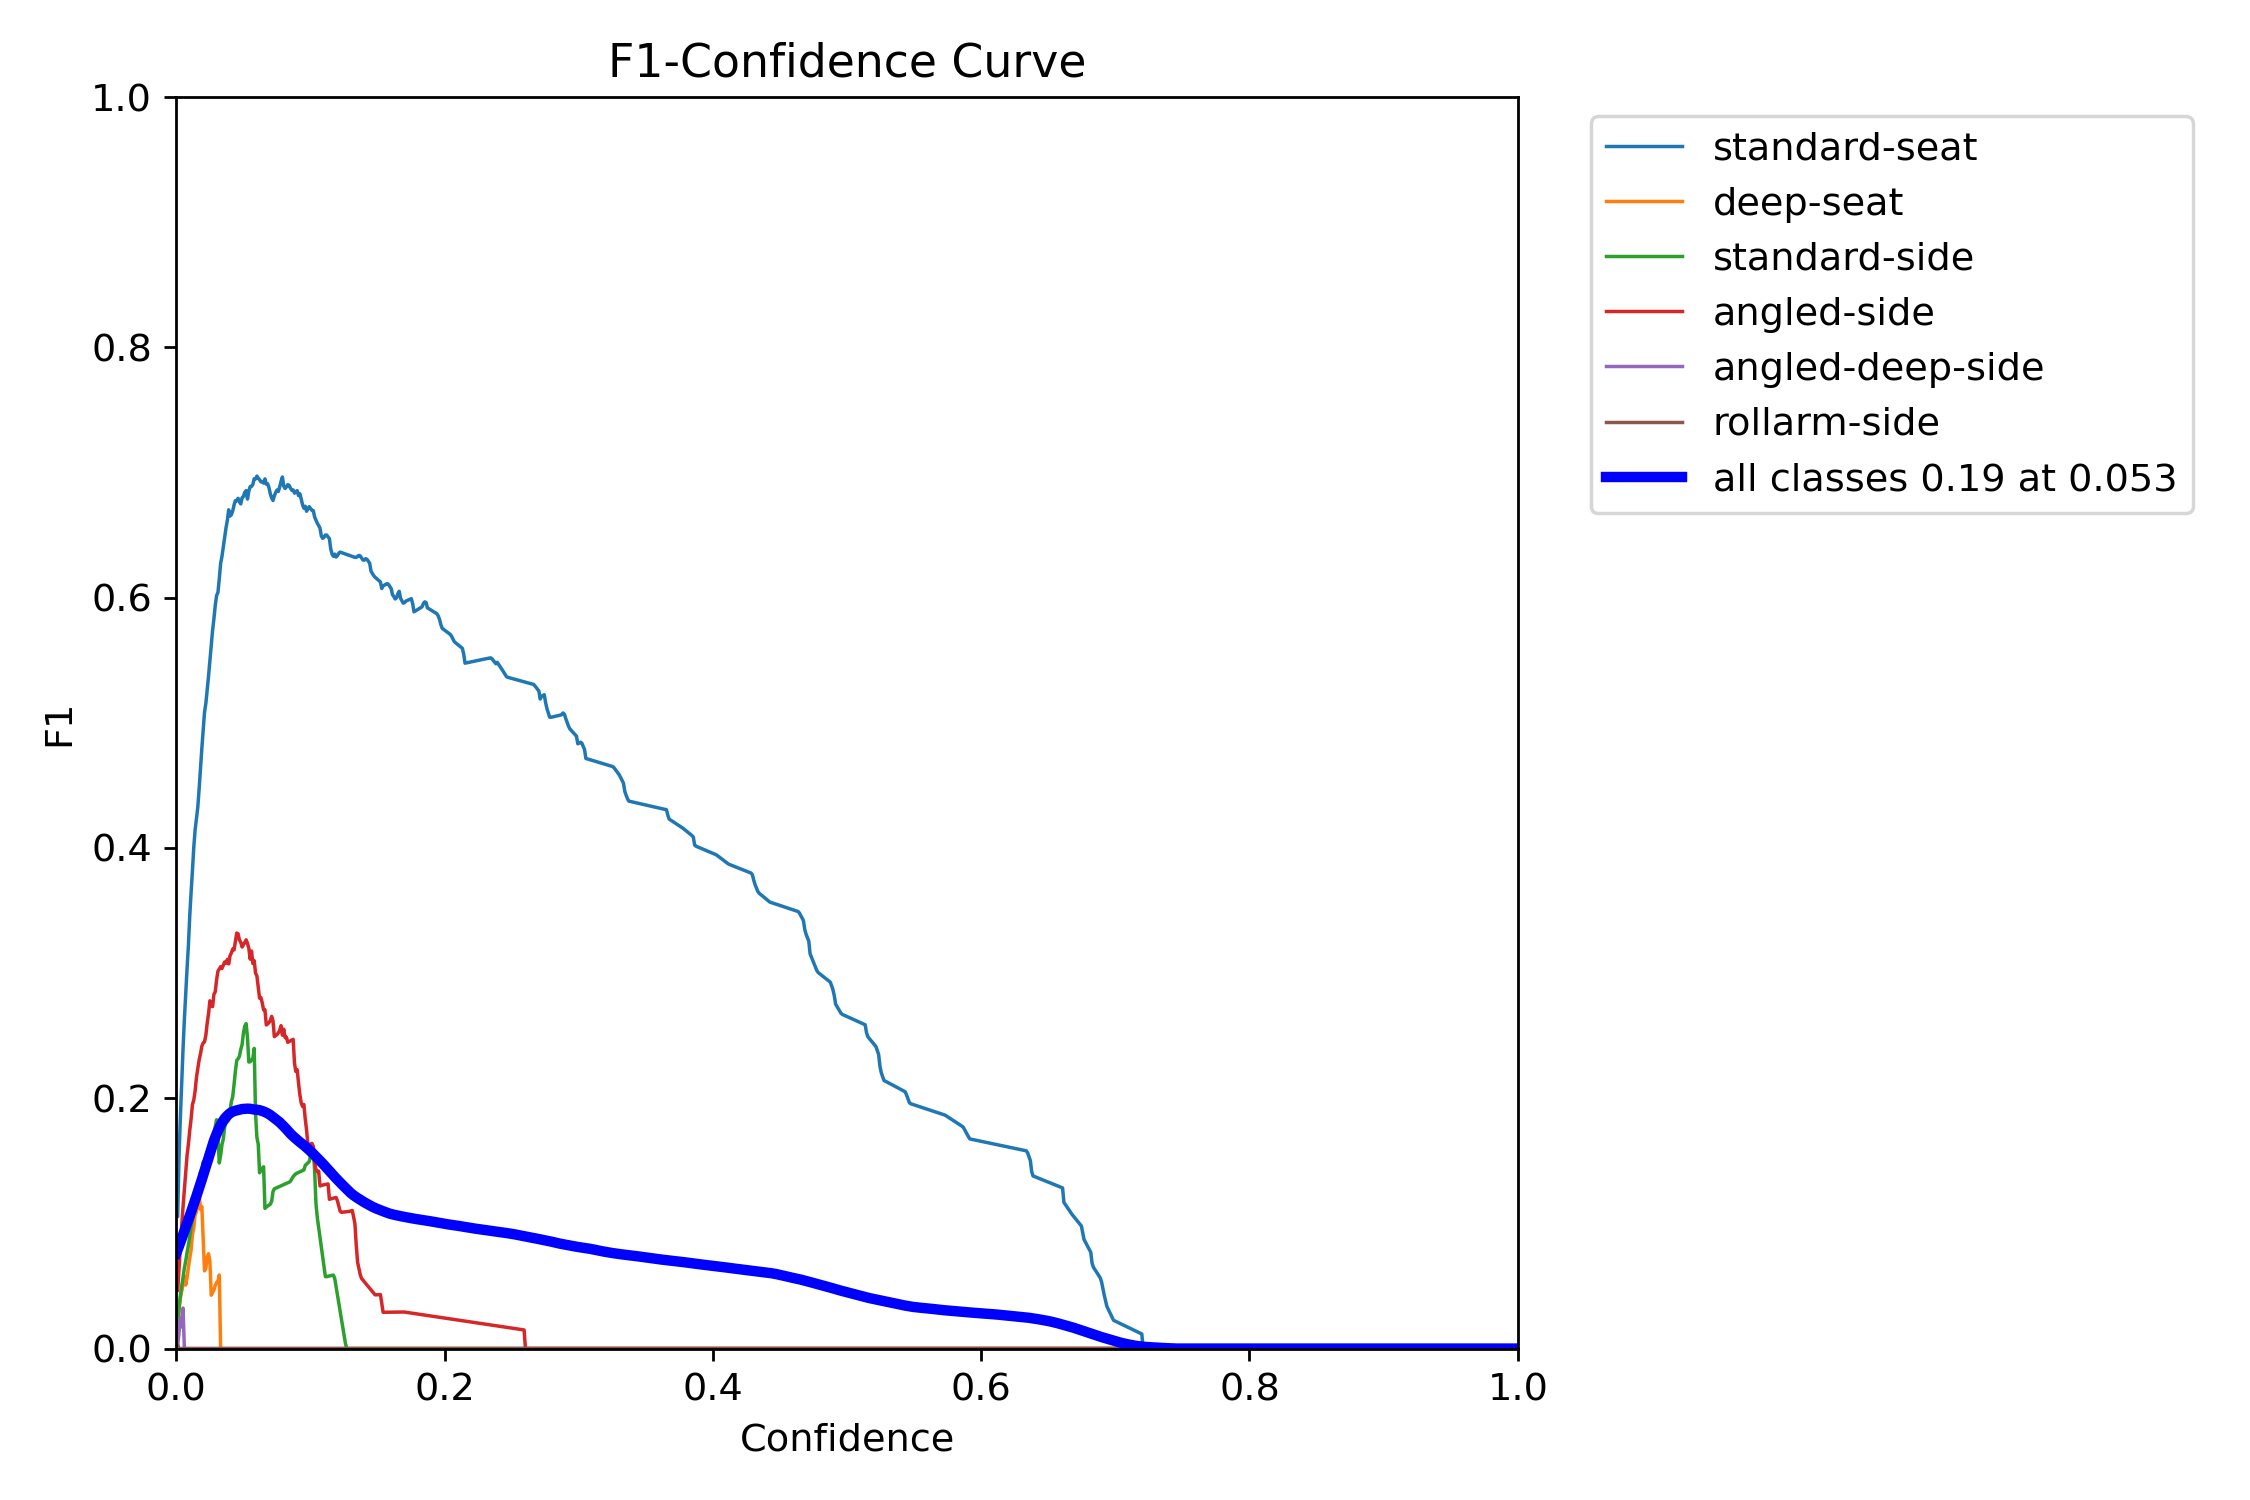 F1-Confidence Curve
1.0
0.8
0.6
0.4
0.2
0.0
F1
0.0 0.2 0.4 0.6 0.8 1.0
Confidence
standard-seat
deep-seat
standard-side
angled-side
angled-deep-side
rollarm-side
all classes 0.19 at 0.053